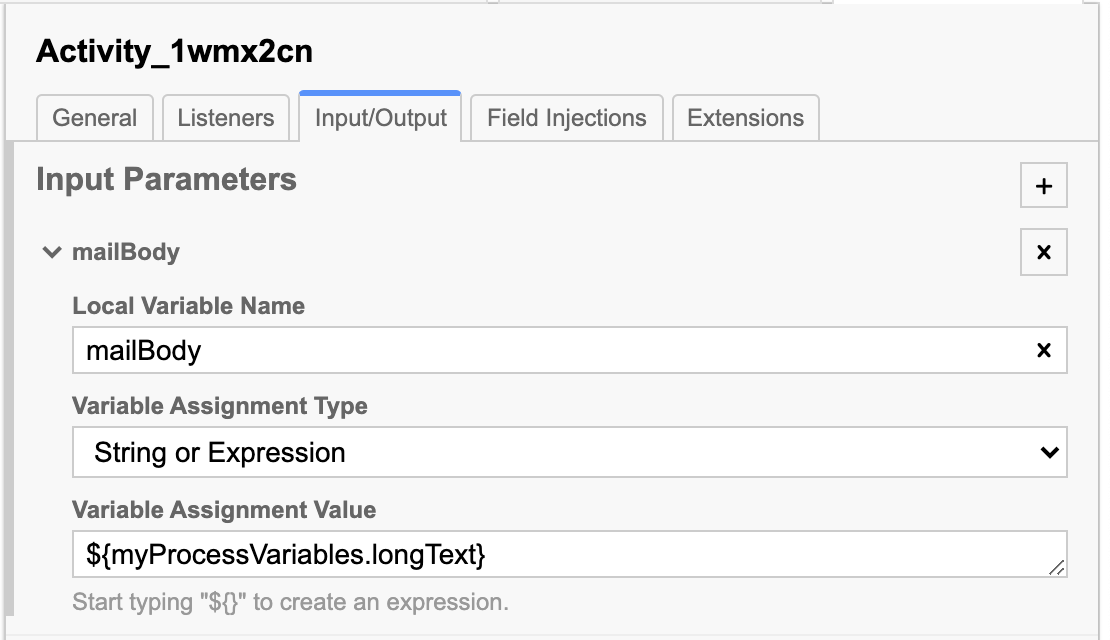 Activity_1wmx2cn
General Listeners Input/Output Field Injections Extensions
Input Parameters
+
mailBody
x
Local Variable Name
mailBody
x
Variable Assignment Type
String or Expression
Variable Assignment Value
${myProcessVariables.longText}
Start typing "${}" to create an expression.